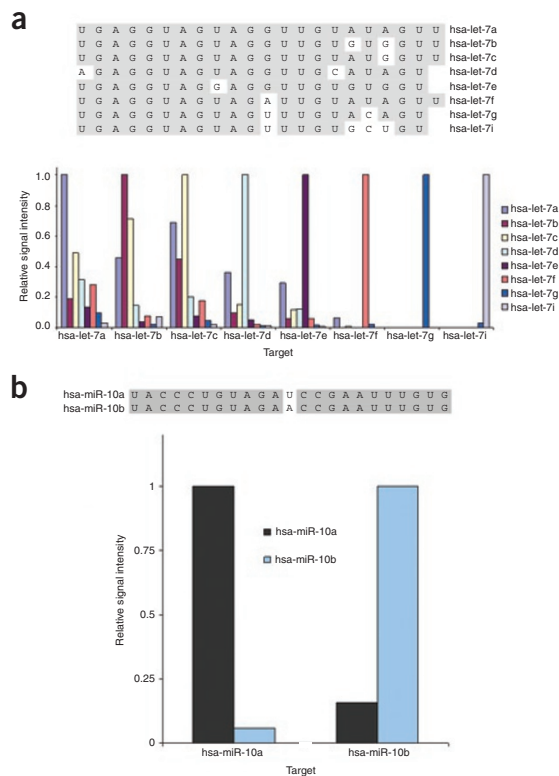 a
U G A G G U A G U A G G U U G U A U A G U U hsa-let-7a
U G A G G U A G U A G G U U G U G U G G U U hsa-let-7b
U G A G G U A G U A G G U U G U A U G G U U hsa-let-7c
A G A G G U A G U A G G U U G C A U A G U hsa-let-7d
U G A G G U A G G A G G U U G U G U G G U hsa-let-7e
U G A G G U A G U A G A U U G U A U A G U U hsa-let-7f
U G A G G U A G U A G U U U G U A C A G U hsa-let-7g
U G A G G U A G U A G U U U G U G C U G U hsa-let-7i
Relative signal intensity
1.0
0.8
0.6
0.4
0.2
0.0
hsa-let-7a hsa-let-7b hsa-let-7c hsa-let-7d hsa-let-7e hsa-let-7f hsa-let-7g hsa-let-7i
Target
hsa-let-7a
hsa-let-7b
hsa-let-7c
hsa-let-7d
hsa-let-7e
hsa-let-7f
hsa-let-7g
hsa-let-7i
b
hsa-miR-10a U A C C C U G U A G A U C C G A A U U U G U G
hsa-miR-10b U A C C C U G U A G A A C C G A A U U U G U G
Relative signal intensity
1
0.75
0.5
0.25
0
hsa-miR-10a
hsa-miR-10b
hsa-miR-10a hsa-miR-10b
Target